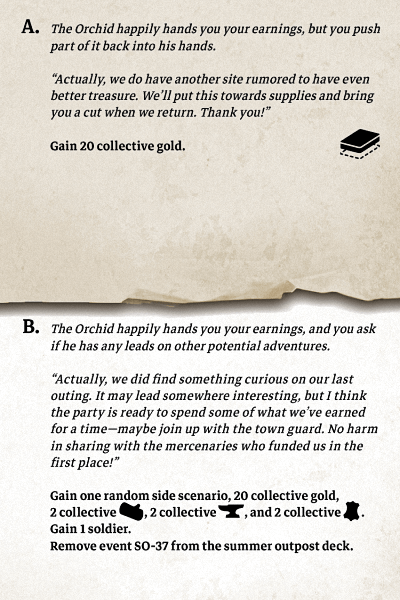 A. The Orchid happily hands you your earnings, but you push
part of it back into his hands.
“Actually, we do have another site rumored to have even
better treasure. We’ll put this towards supplies and bring
you a cut when we return. Thank you!”
Gain 20 collective gold.
B. The Orchid happily hands you your earnings, and you ask
if he has any leads on other potential adventures.
“Actually, we did find something curious on our last
outing. It may lead somewhere interesting, but I think
the party is ready to spend some of what we’ve earned
for a time—maybe join up with the town guard. No harm
in sharing with the mercenaries who funded us in the
first place!”
Gain one random side scenario, 20 collective gold,
2 collective , 2 collective , and 2 collective .
Gain 1 soldier.
Remove event SO-37 from the summer outpost deck.